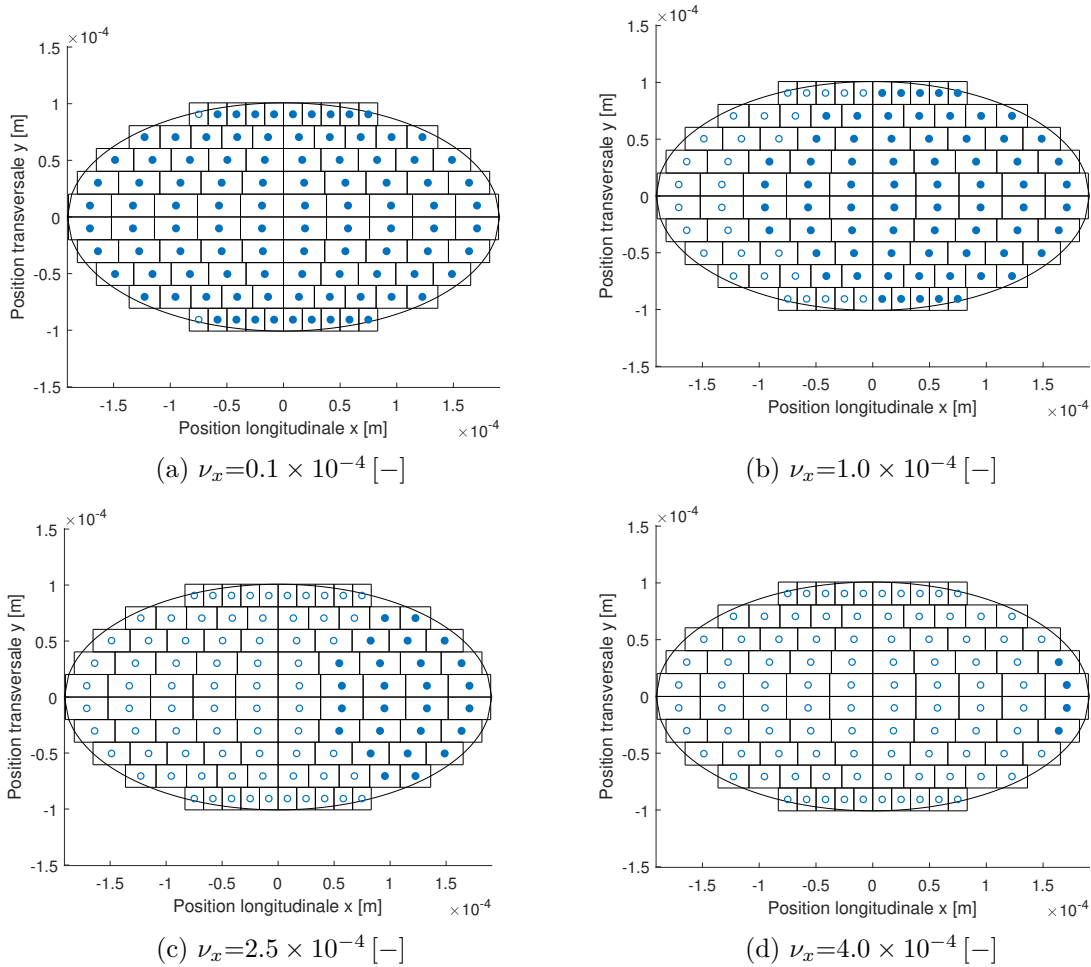 ×10⁻⁴
1.5
1
0.5
0
-0.5
-1
-1.5
Position transversale y [m]
-1.5 -1 -0.5 0 0.5 1 1.5
Position longitudinale x [m]
×10⁻⁴
(a) νₓ=0.1 × 10⁻⁴ [−]
×10⁻⁴
1.5
1
0.5
0
-0.5
-1
-1.5
Position transversale y [m]
-1.5 -1 -0.5 0 0.5 1 1.5
Position longitudinale x [m]
×10⁻⁴
(b) νₓ=1.0 × 10⁻⁴ [−]
×10⁻⁴
1.5
1
0.5
0
-0.5
-1
-1.5
Position transversale y [m]
-1.5 -1 -0.5 0 0.5 1 1.5
Position longitudinale x [m]
×10⁻⁴
(c) νₓ=2.5 × 10⁻⁴ [−]
×10⁻⁴
1.5
1
0.5
0
-0.5
-1
-1.5
Position transversale y [m]
-1.5 -1 -0.5 0 0.5 1 1.5
Position longitudinale x [m]
×10⁻⁴
(d) νₓ=4.0 × 10⁻⁴ [−]